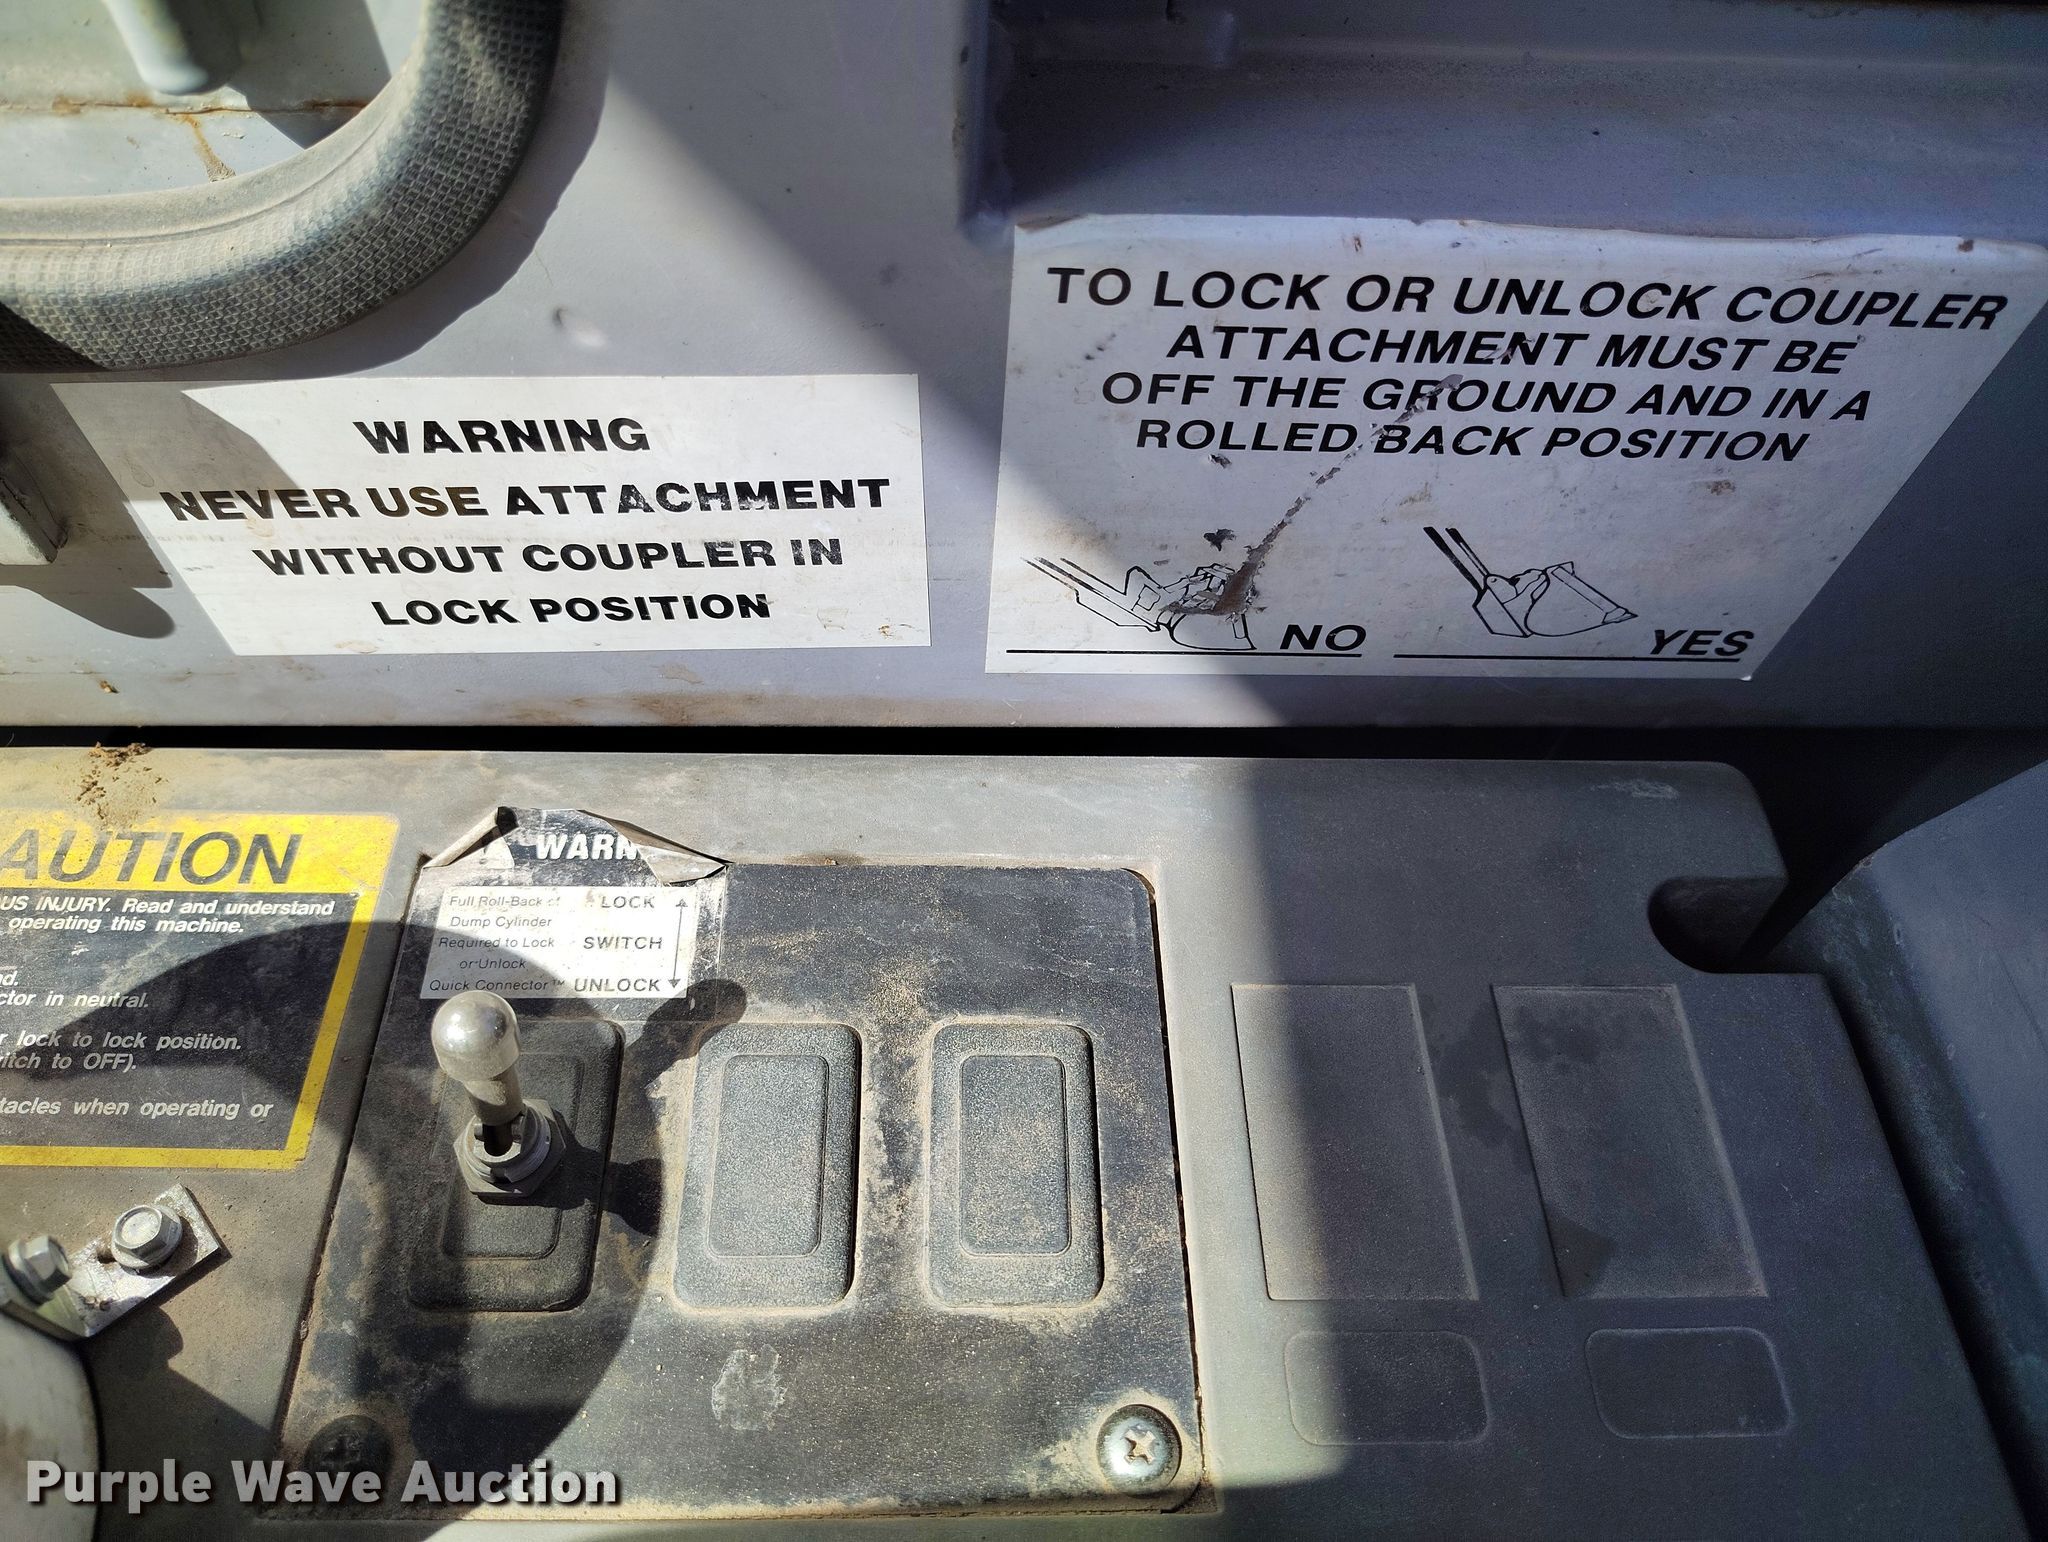 TO LOCK OR UNLOCK COUPLER
ATTACHMENT MUST BE
OFF THE GROUND AND IN A
ROLLED BACK POSITION
NO
YES
WARNING
NEVER USE ATTACHMENT
WITHOUT COUPLER IN
LOCK POSITION
AUTION
US INJURY. Read and understand
operating this machine.
nd.
ctor in neutral.
r lock to lock position.
itch to OFF).
tacles when operating or
WARN
Full Roll-Back of
Dump Cylinder
Required to Lock
or Unlock
Quick Connector™
LOCK
SWITCH
UNLOCK
Purple Wave Auction